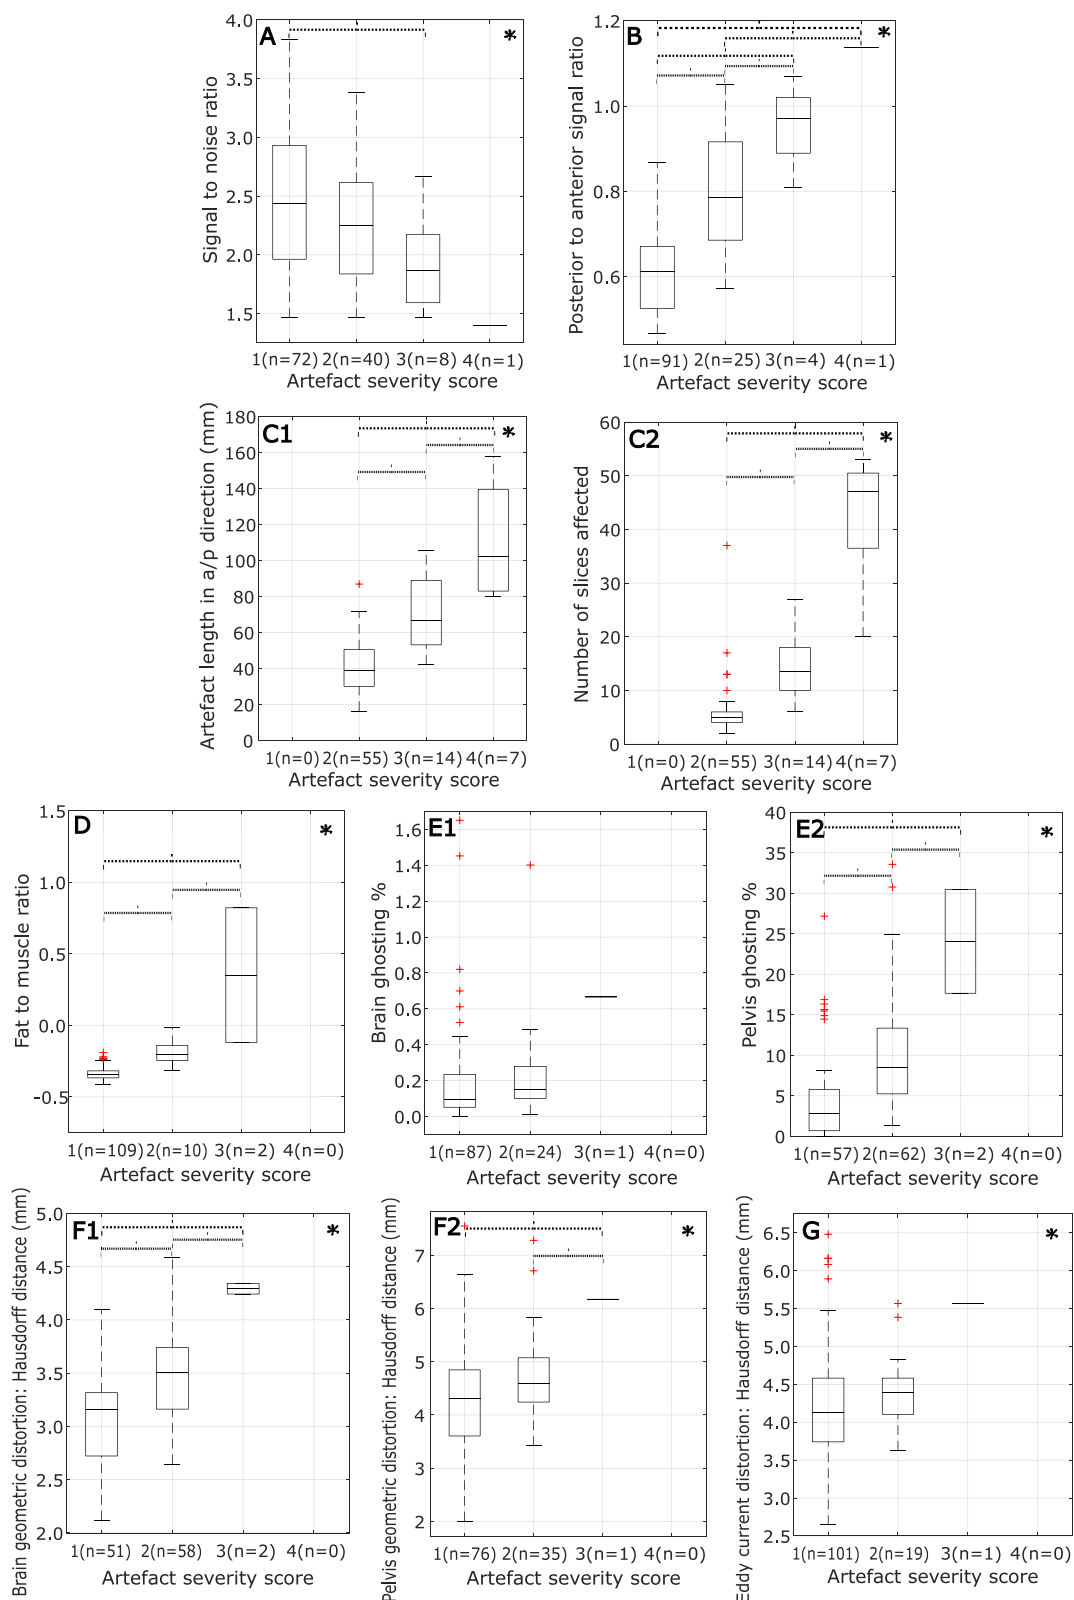 A
*
Signal to noise ratio
4.0
3.5
3.0
2.5
2.0
1.5
1(n=72) 2(n=40) 3(n=8) 4(n=1)
Artefact severity score
B
*
Posterior to anterior signal ratio
1.2
1.0
0.8
0.6
1(n=91) 2(n=25) 3(n=4) 4(n=1)
Artefact severity score
C1
*
Artefact length in a/p direction (mm)
180
160
140
120
100
80
60
40
20
0
1(n=0) 2(n=55) 3(n=14) 4(n=7)
Artefact severity score
C2
*
Number of slices affected
60
50
40
30
20
10
0
1(n=0) 2(n=55) 3(n=14) 4(n=7)
Artefact severity score
D
*
Fat to muscle ratio
1.5
1.0
0.5
0.0
-0.5
1(n=109) 2(n=10) 3(n=2) 4(n=0)
Artefact severity score
E1
Brain ghosting %
1.6
1.4
1.2
1.0
0.8
0.6
0.4
0.2
0.0
1(n=87) 2(n=24) 3(n=1) 4(n=0)
Artefact severity score
E2
*
Pelvis ghosting %
40
35
30
25
20
15
10
5
0
1(n=57) 2(n=62) 3(n=2) 4(n=0)
Artefact severity score
F1
*
Brain geometric distortion: Hausdorff distance (mm)
5.0
4.5
4.0
3.5
3.0
2.5
2.0
1(n=51) 2(n=58) 3(n=2) 4(n=0)
Artefact severity score
F2
*
Pelvis geometric distortion: Hausdorff distance (mm)
7
6
5
4
3
2
1(n=76) 2(n=35) 3(n=1) 4(n=0)
Artefact severity score
G
*
Eddy current distortion: Hausdorff distance (mm)
6.5
6.0
5.5
5.0
4.5
4.0
3.5
3.0
2.5
1(n=101) 2(n=19) 3(n=1) 4(n=0)
Artefact severity score